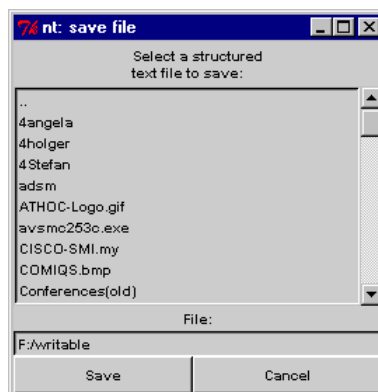 nt: save file
Select a structured
text file to save:
..
4angela
4holger
4Stefan
adsm
ATHOC-Logo.gif
avsmc253c.exe
CISCO-SMI.my
COMIQS.bmp
Conferences(old)
File:
F:/writable
Save
Cancel